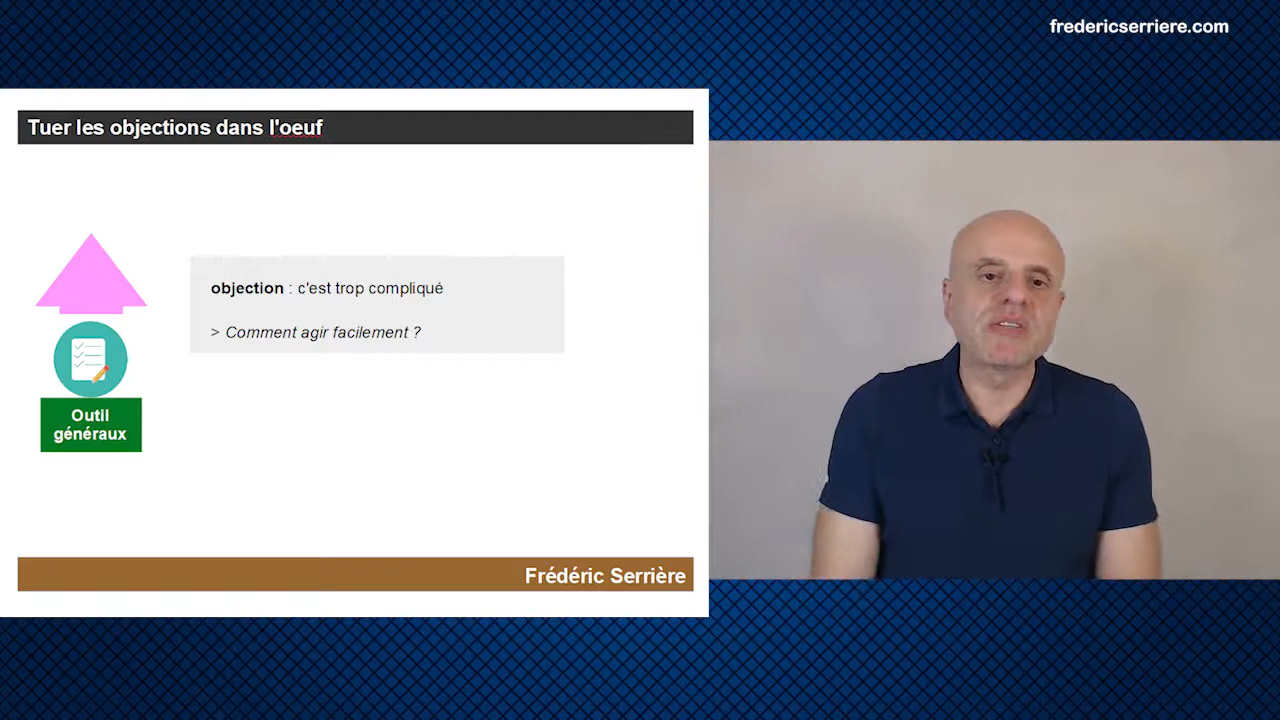 fredericserriere.com
Tuer les objections dans l'oeuf
objection : c'est trop compliqué
> Comment agir facilement ?
Outil
généraux
Frédéric Serrière